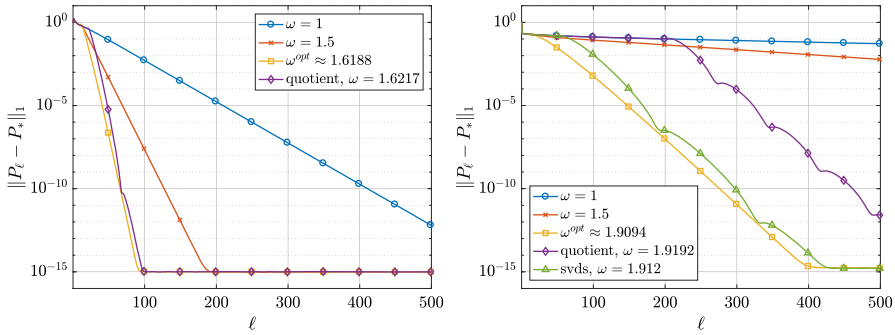 10^0
10^{-5}
10^{-10}
10^{-15}
‖P_ℓ − P_*‖_1
100
200
300
400
500
ℓ
ω = 1
ω = 1.5
ω^{opt} ≈ 1.6188
quotient, ω = 1.6217
10^0
10^{-5}
10^{-10}
10^{-15}
‖P_ℓ − P_*‖_1
100
200
300
400
500
ℓ
ω = 1
ω = 1.5
ω^{opt} ≈ 1.9094
quotient, ω = 1.9192
svds, ω = 1.912